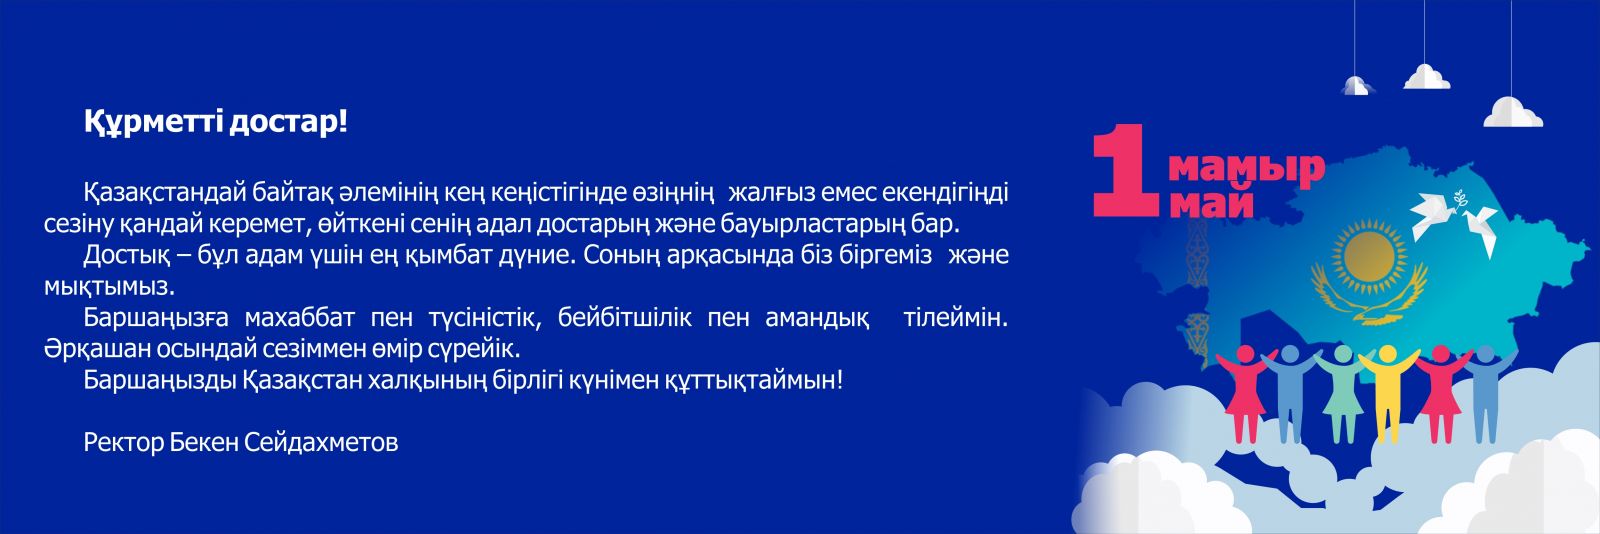 Құрметті достар!
Қазақстандай байтақ әлемінің кең кеңістігінде өзіңнің жалғыз емес екендігіңді
сезіну қандай керемет, өйткені сенің адал достарың және бауырластарың бар.
Достық – бұл адам үшін ең қымбат дүние. Соның арқасында біз біргеміз және
мықтымыз.
Баршаңызға махаббат пен түсіністік, бейбітшілік пен амандық тілеймін.
Әрқашан осындай сезіммен өмір сүрейік.
Баршаңызды Қазақстан халқының бірлігі күнімен құттықтаймын!
Ректор Бекен Сейдахметов
1 мамыр
май